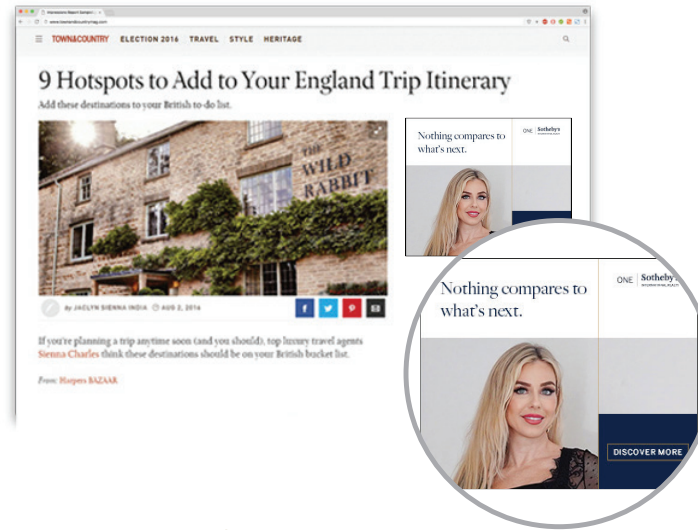 www.townandcountrymag.com
TOWN&COUNTRY ELECTION 2016 TRAVEL STYLE HERITAGE
9 Hotspots to Add to Your England Trip Itinerary
Add these destinations to your British to-do list.
THE
WILD
RABBIT
By JACLYN SIENNA INDIA AUG 2, 2016
If you're planning a trip anytime soon (and you should), top luxury travel agents
Sienna Charles think these destinations should be on your British bucket list.
From: Harpers BAZAAR
Nothing compares to
what's next.
ONE Sotheby's
Nothing compares to
what's next.
ONE Sotheby's
DISCOVER MORE